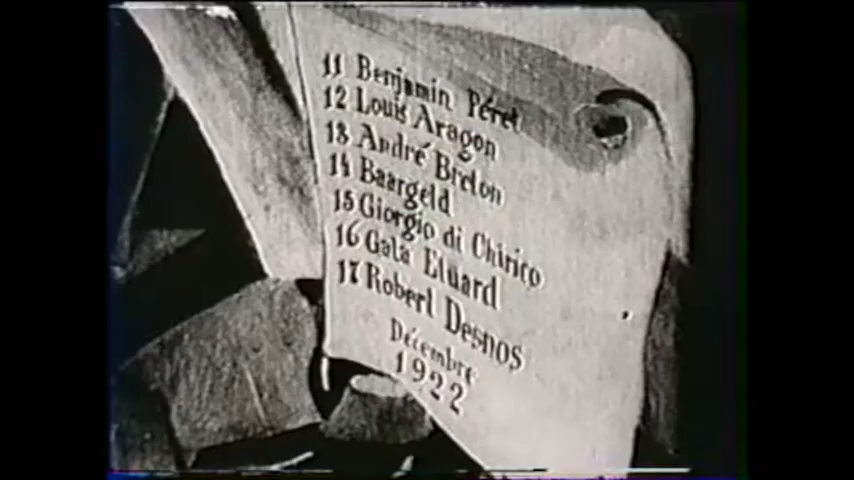 11 Benjamin Péret
12 Louis Aragon
13 André Breton
14 Baargeld
15 Giorgio di Chirico
16 Gala Eluard
17 Robert Desnos
Décembre
1922